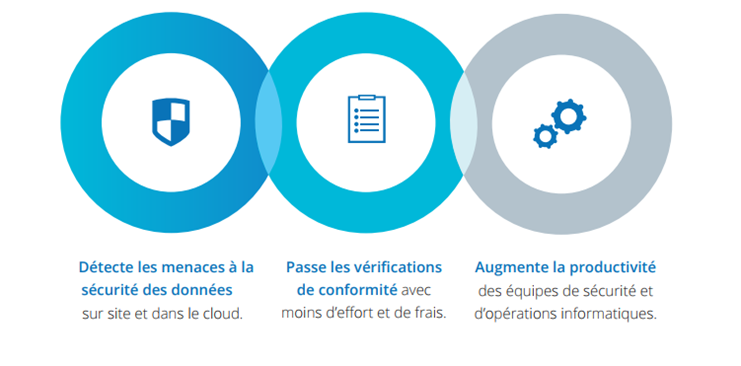 Détecte les menaces à la
sécurité des données
sur site et dans le cloud.
Passe les vérifications
de conformité avec
moins d'effort et de frais.
Augmente la productivité
des équipes de sécurité et
d'opérations informatiques.